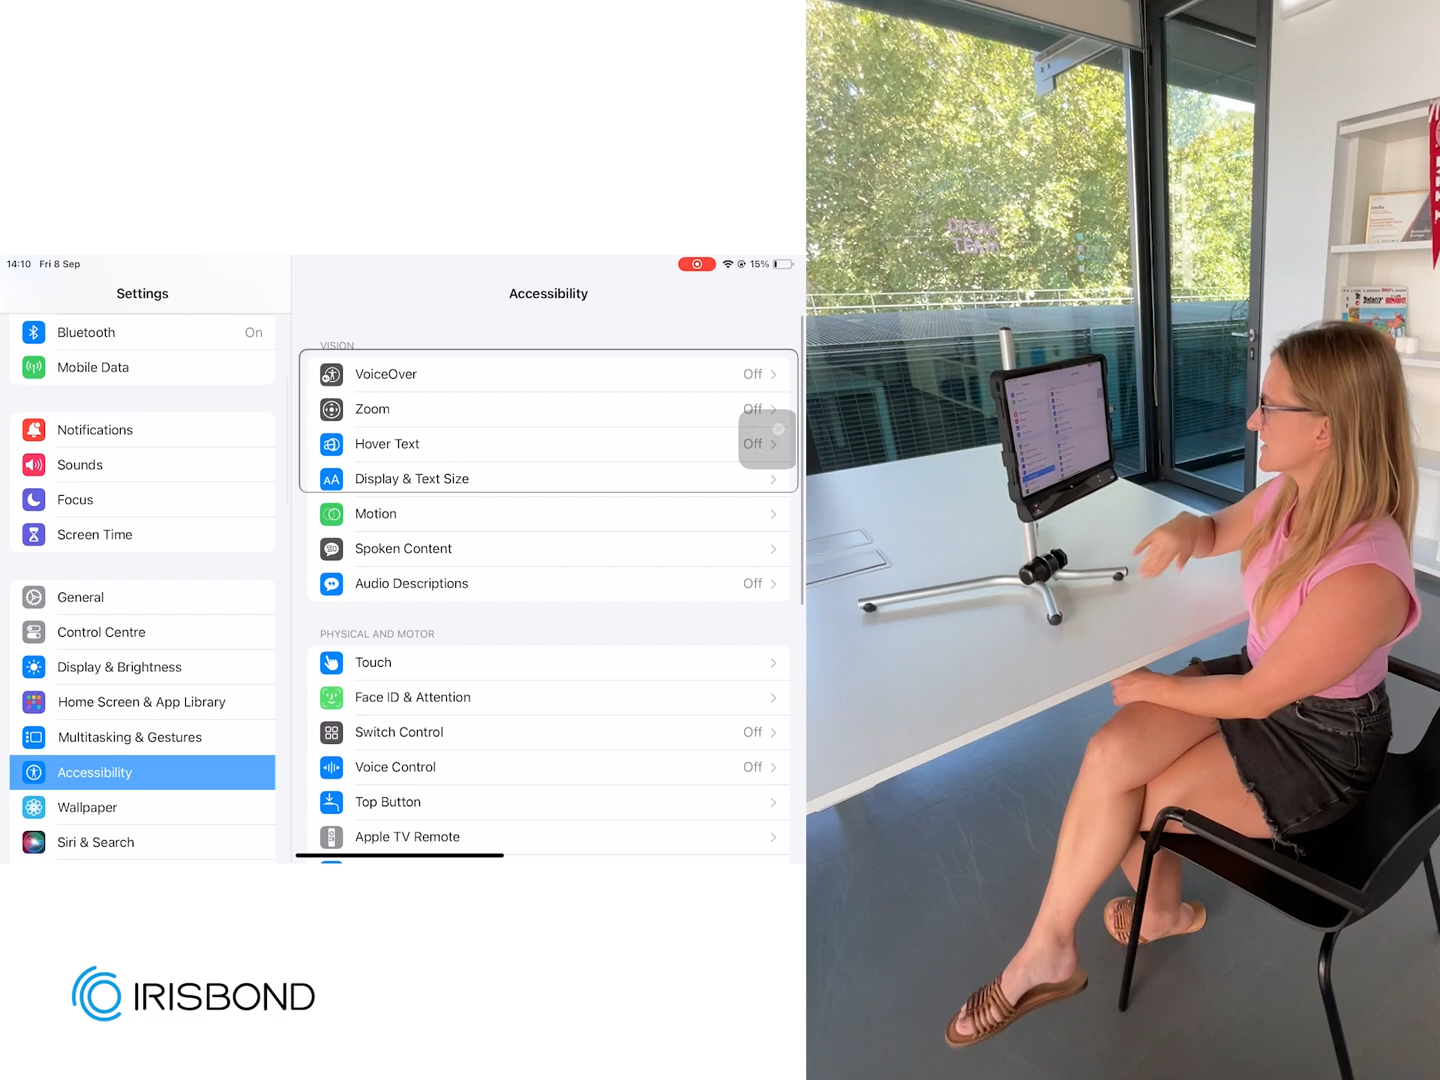 14:10 Fri 8 Sep
15%
Settings
Accessibility
Bluetooth On
Mobile Data
Notifications
Sounds
Focus
Screen Time
General
Control Centre
Display & Brightness
Home Screen & App Library
Multitasking & Gestures
Accessibility
Wallpaper
Siri & Search
VISION
VoiceOver Off
Zoom Off
Hover Text Off
Display & Text Size
Motion
Spoken Content
Audio Descriptions Off
PHYSICAL AND MOTOR
Touch
Face ID & Attention
Switch Control Off
Voice Control Off
Top Button
Apple TV Remote
IRISBOND
DREAM
TEAM
Asterix